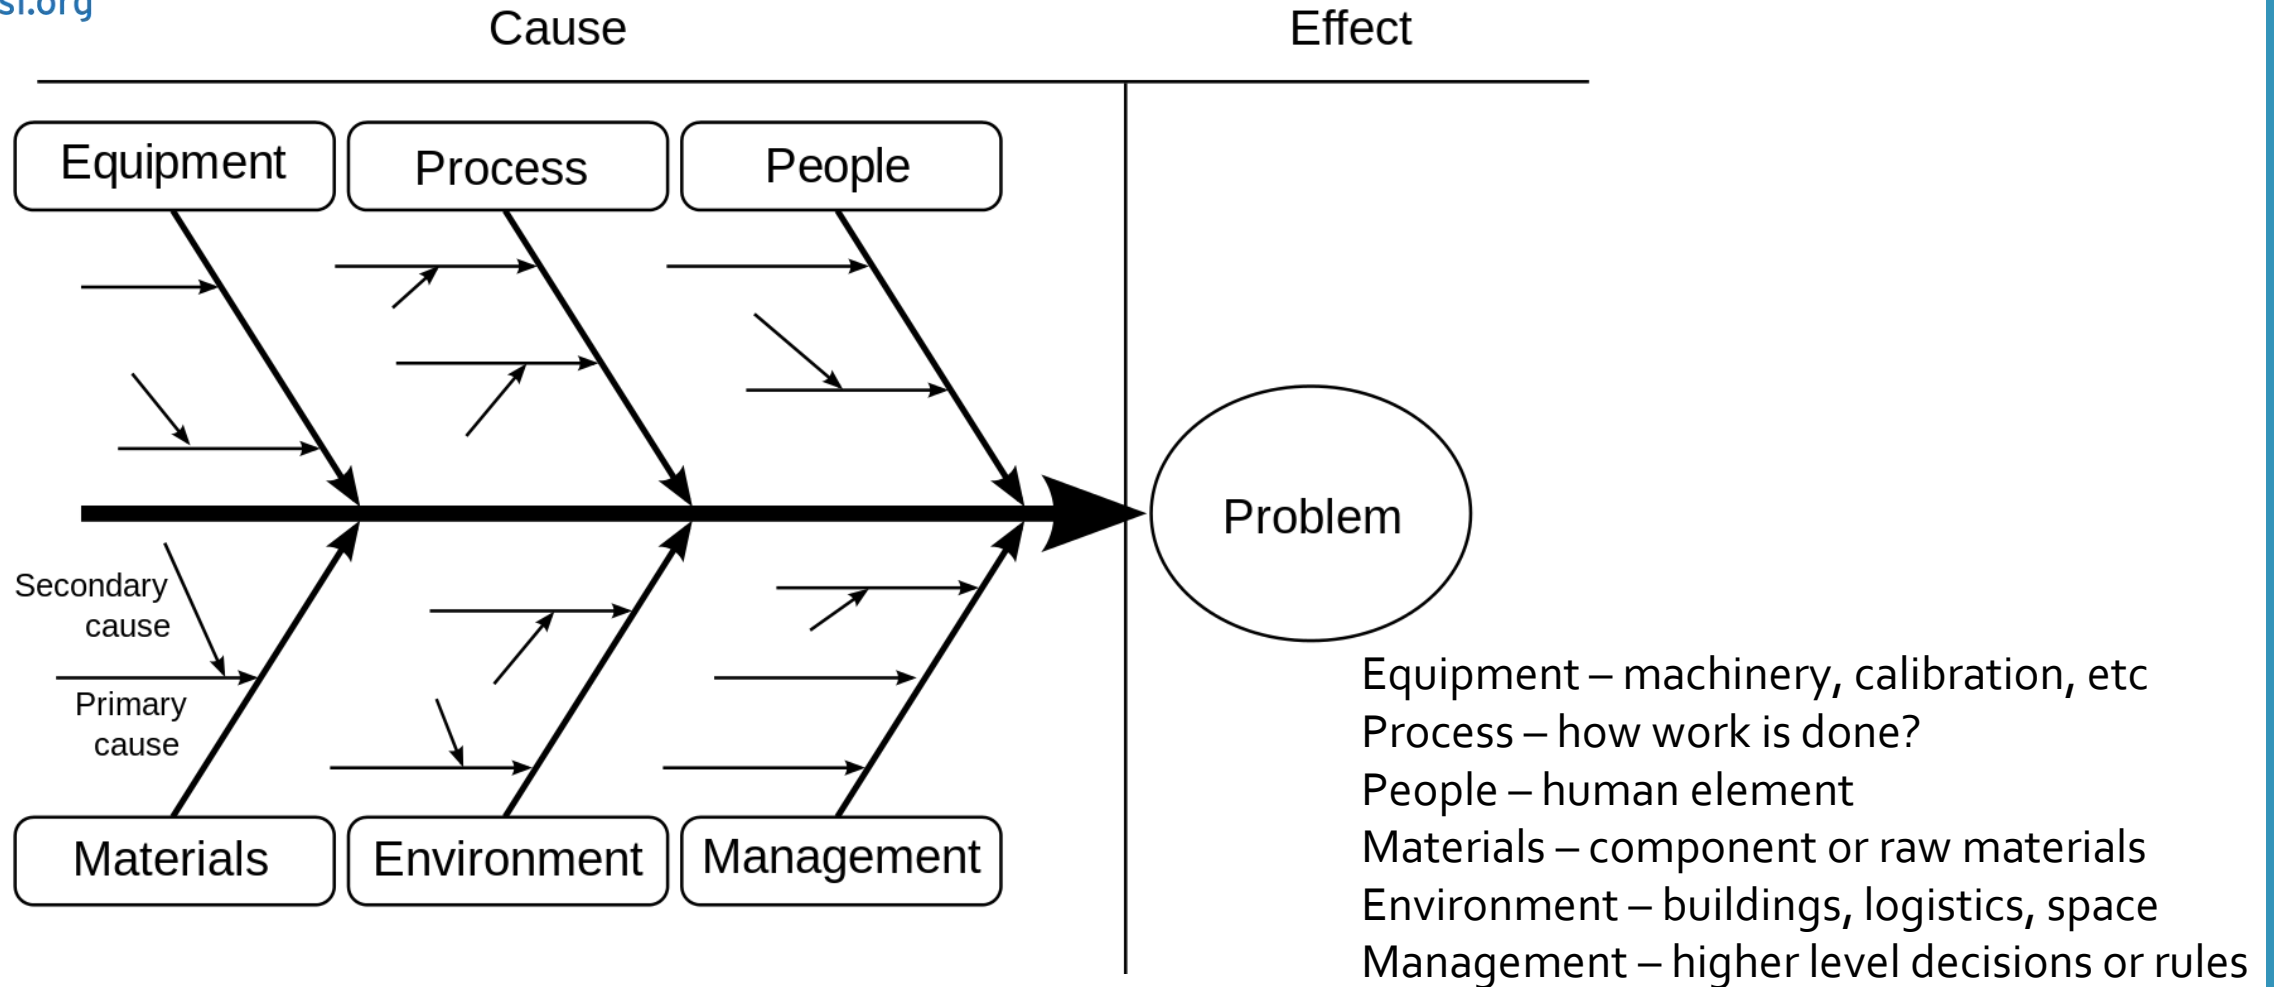 Cause
Effect
Equipment
Process
People
Problem
Secondary
cause
Primary
cause
Materials
Environment
Management
Equipment – machinery, calibration, etc
Process – how work is done?
People – human element
Materials – component or raw materials
Environment – buildings, logistics, space
Management – higher level decisions or rules